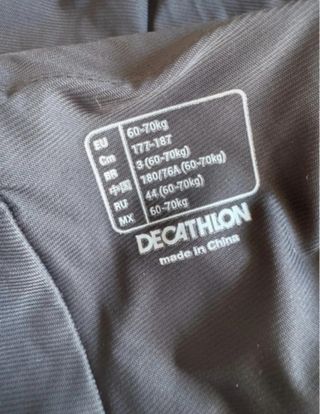 EU 60-70kg
Cm 177-187
BR 3 (60-70kg)
中国 180/76A (60-70kg)
RU 44 (60-70kg)
MX 60-70kg
DECATHLON
made in China